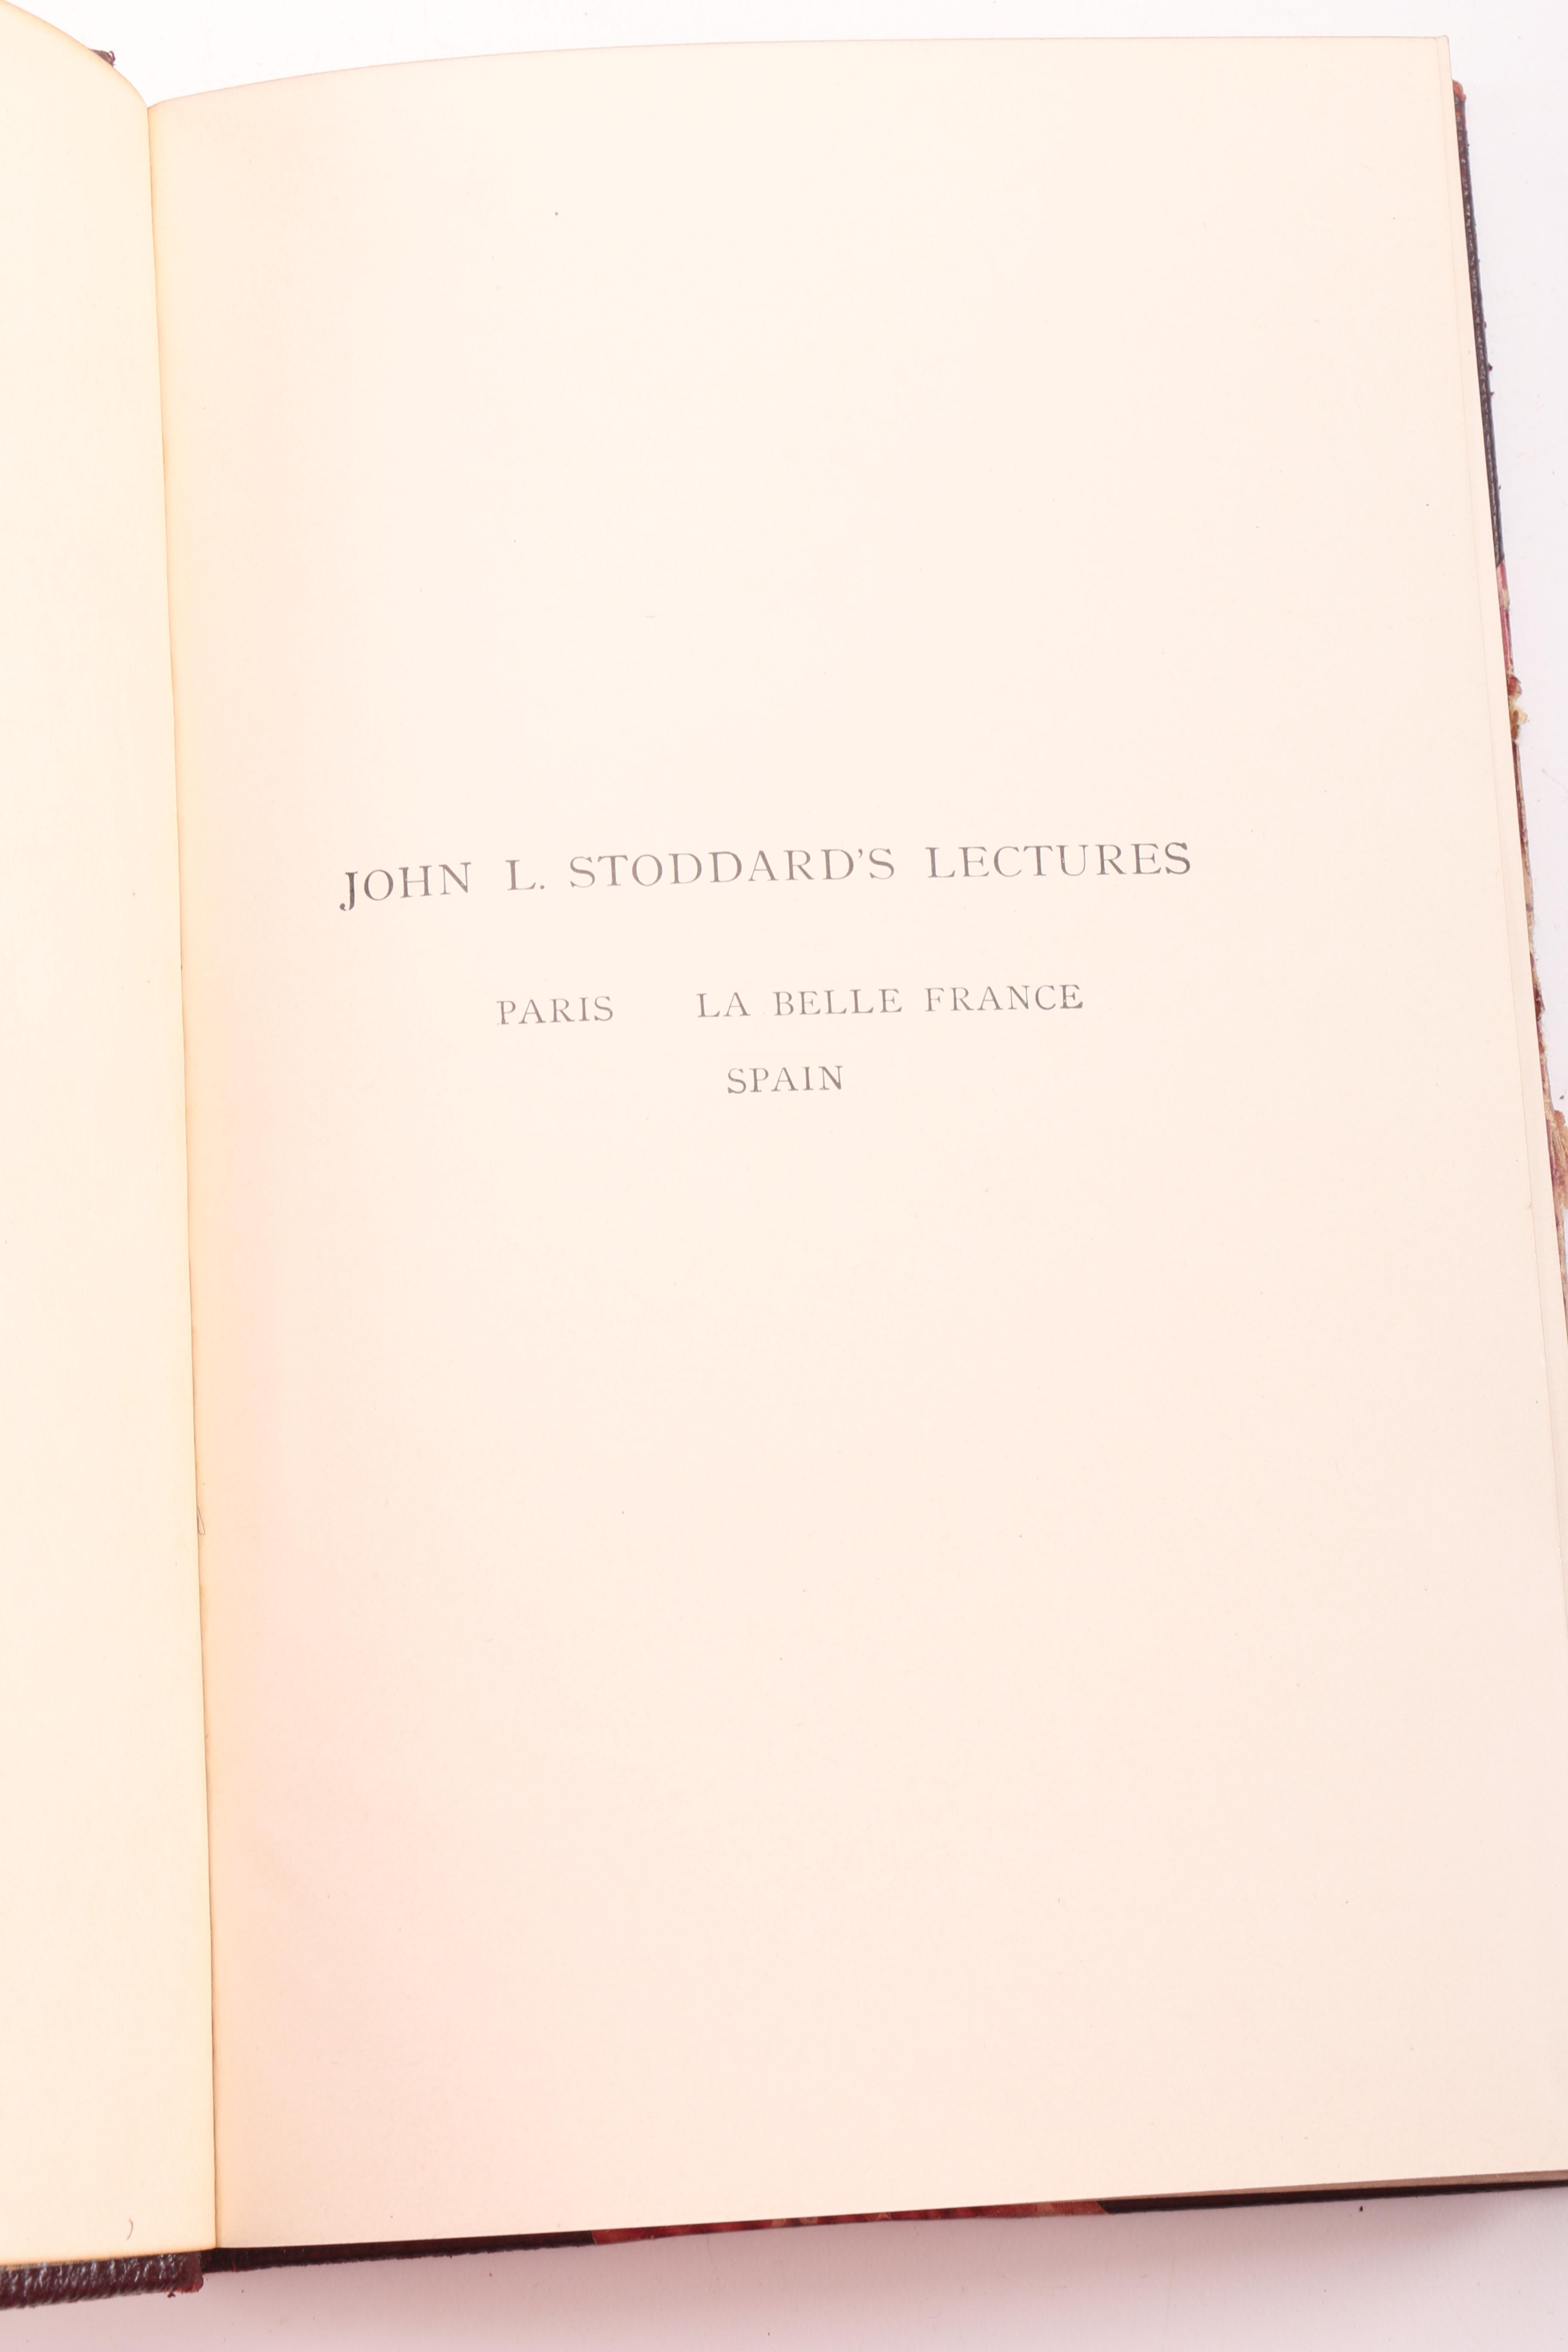 JOHN L. STODDARD'S LECTURES
PARIS LA BELLE FRANCE
SPAIN